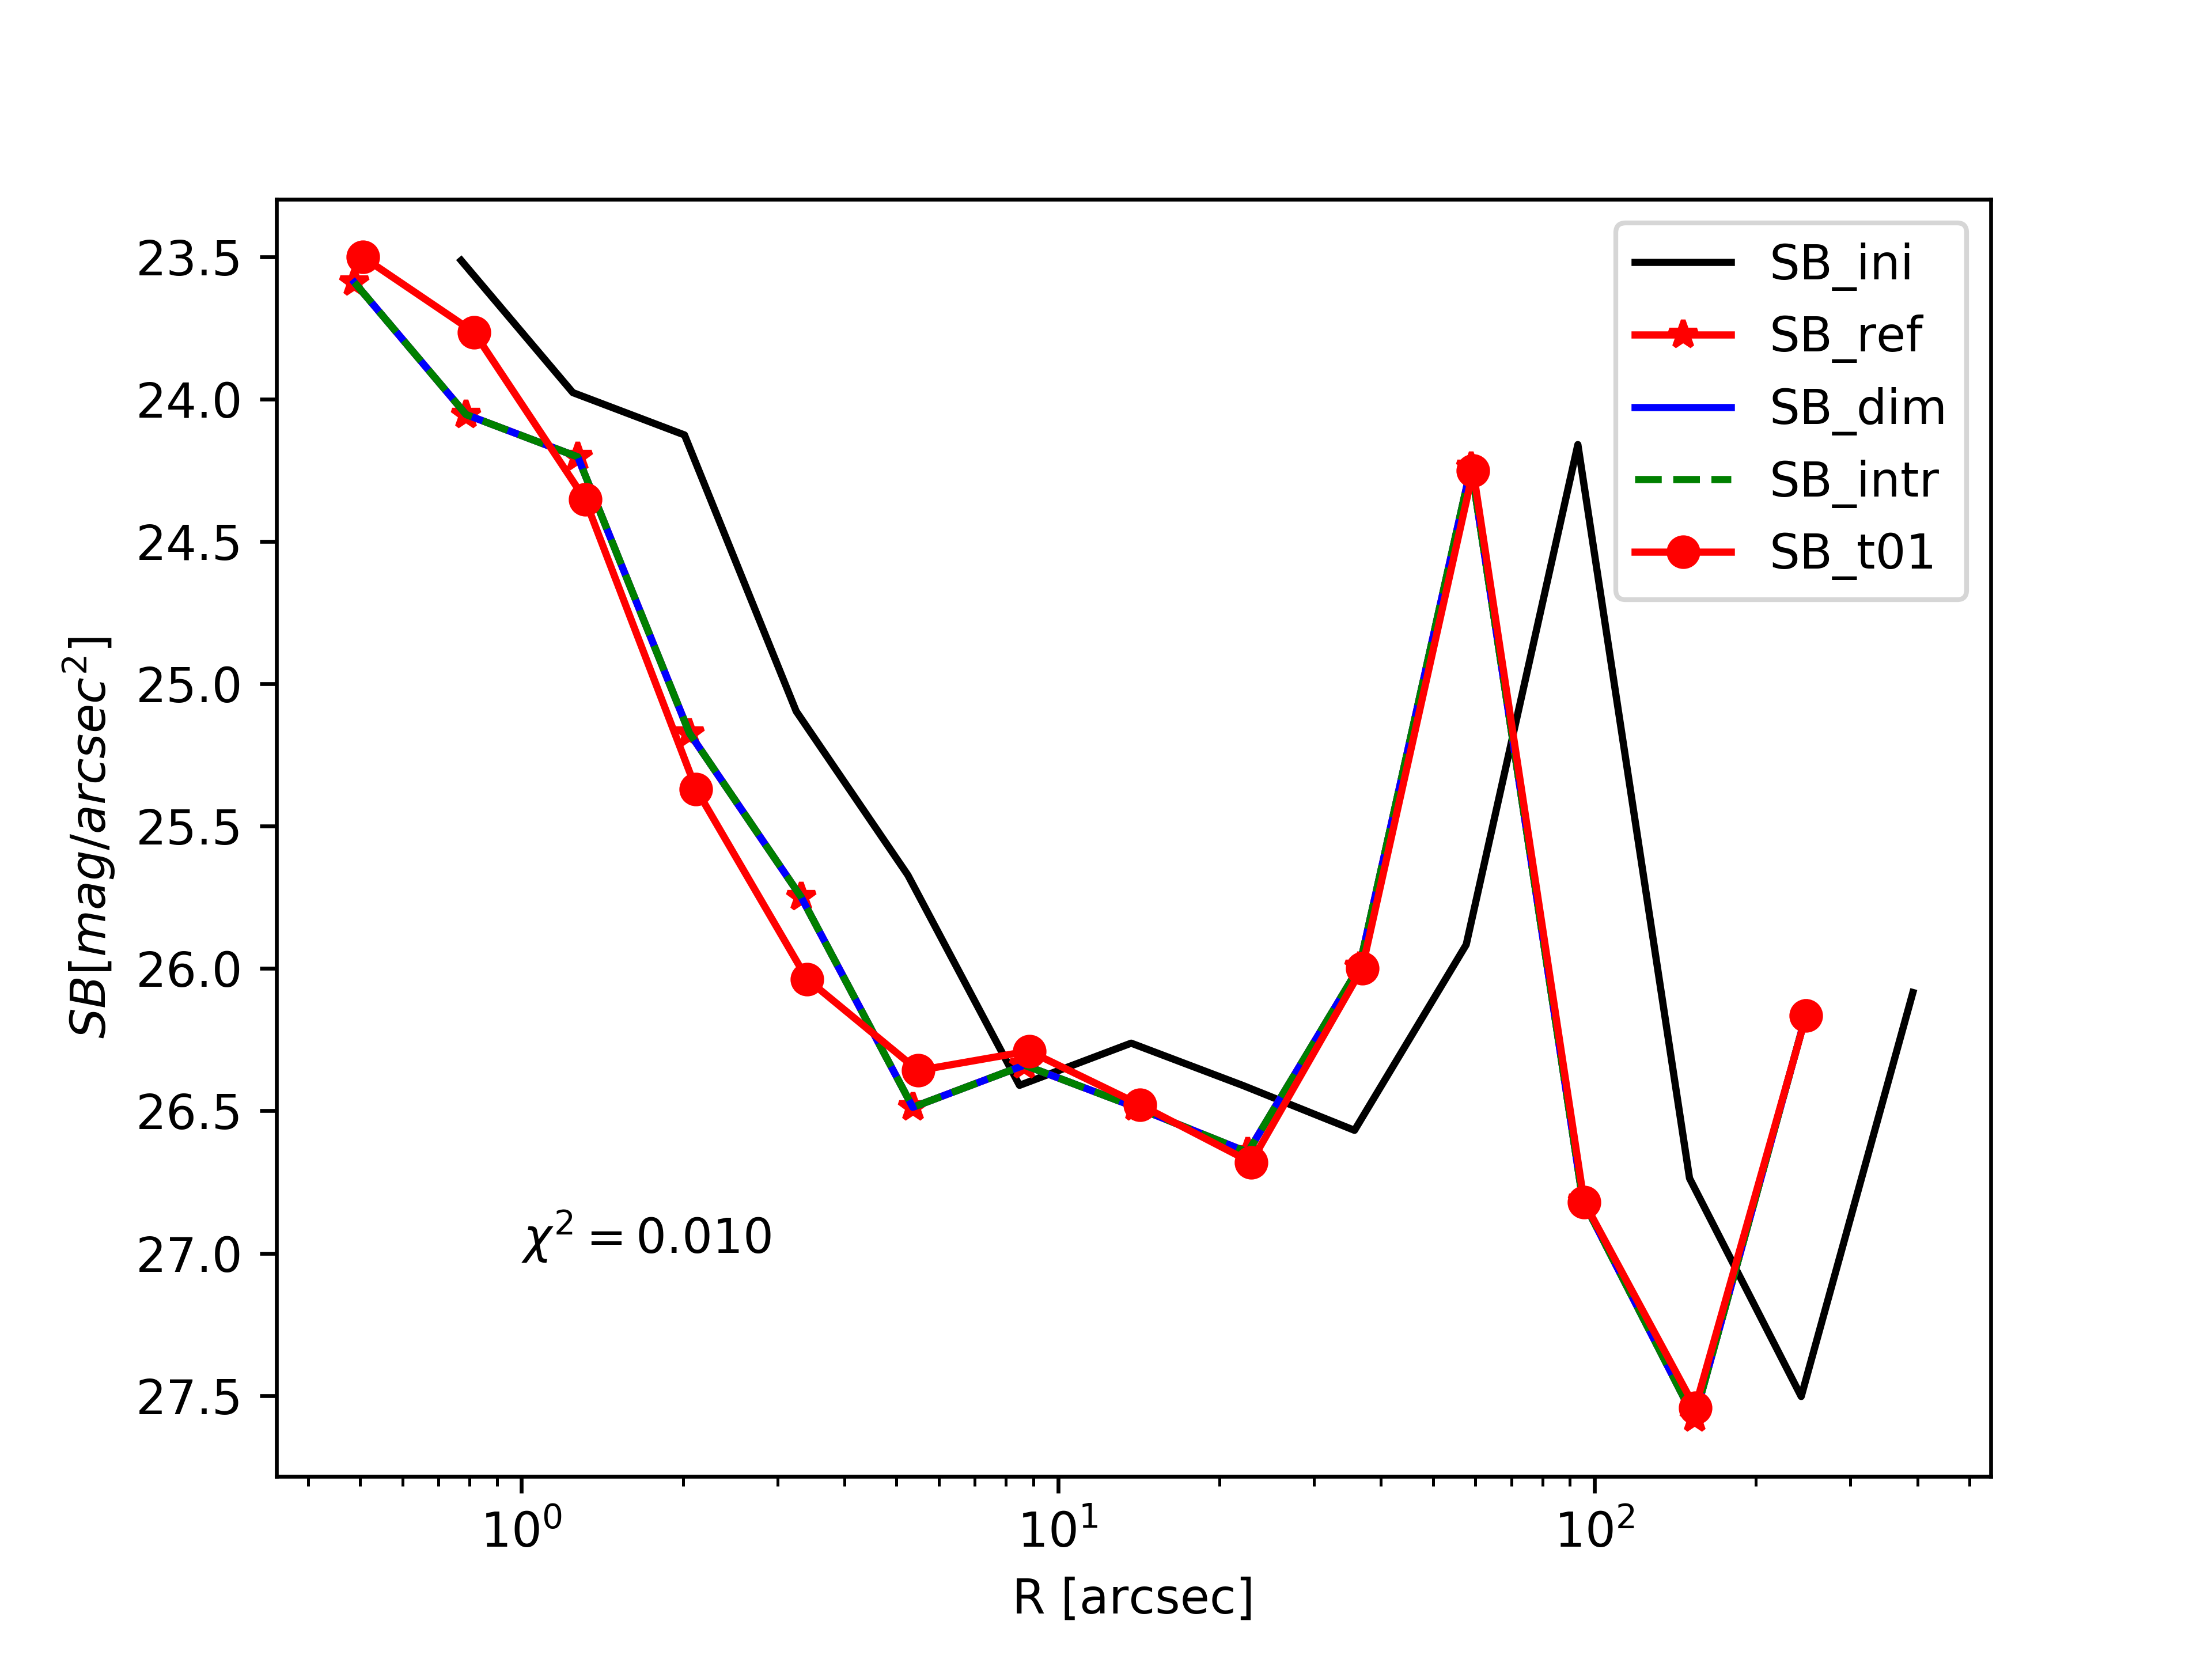 SB_ini
SB_ref
SB_dim
SB_intr
SB_t01
23.5
24.0
24.5
25.0
25.5
26.0
26.5
27.0
27.5
SB[mag/arcsec²]
χ² = 0.010
10⁰
10¹
10²
R [arcsec]